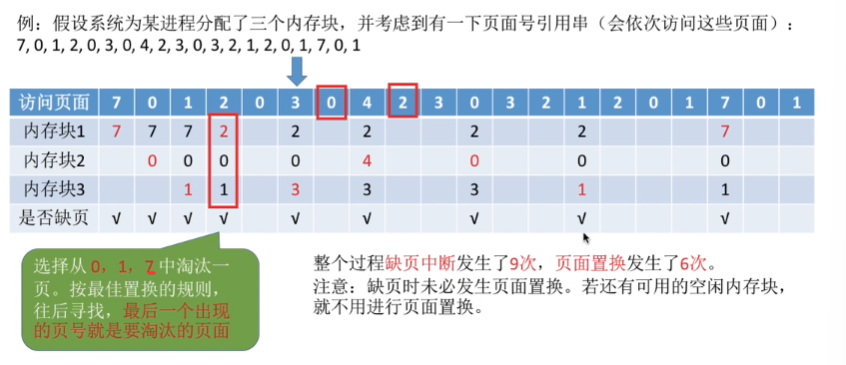 例：假设系统为某进程分配了三个内存块，并考虑到有一下页面号引用串（会依次访问这些页面）：
7, 0, 1, 2, 0, 3, 0, 4, 2, 3, 0, 3, 2, 1, 2, 0, 1, 7, 0, 1
访问页面 7 0 1 2 0 3 0 4 2 3 0 3 2 1 2 0 1 7 0 1
内存块1 7 7 7 2 2 2 2 2 7
内存块2 0 0 0 0 4 0 0 0
内存块3 1 1 3 3 3 1 1
是否缺页 √ √ √ √ √ √ √ √ √
选择从0，1，7中淘汰一
页。按最佳置换的规则，
往后寻找，最后一个出现
的页号就是要淘汰的页面
整个过程缺页中断发生了9次，页面置换发生了6次。
注意：缺页时未必发生页面置换。若还有可用的空闲内存块，
就不用进行页面置换。